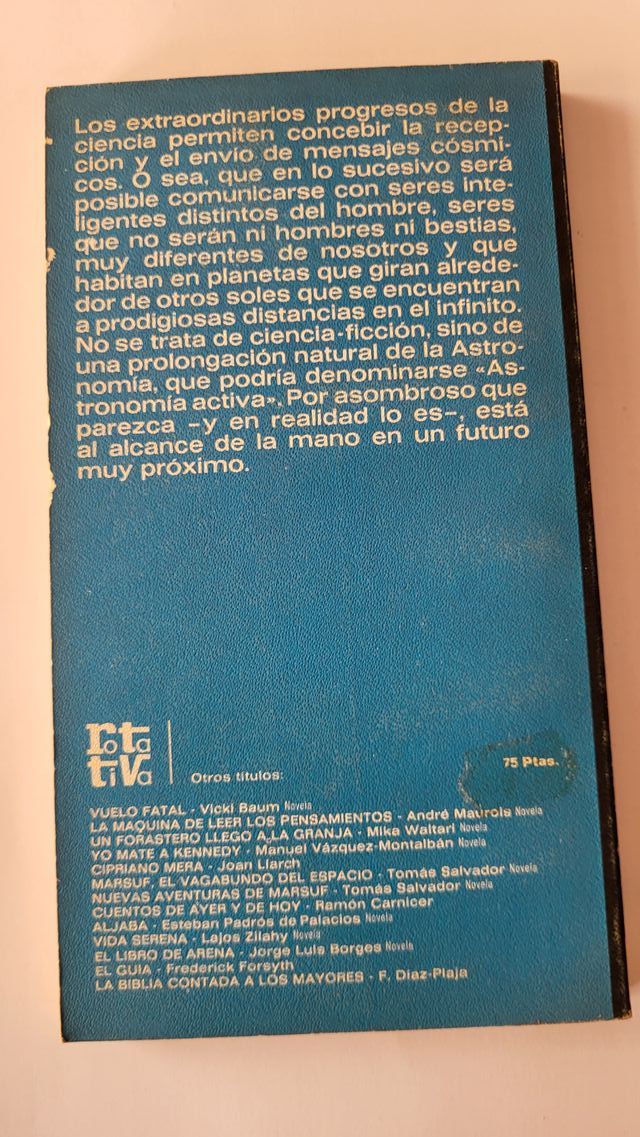 Los extraordinarios progresos de la
ciencia permiten concebir la recep-
ción y el envío de mensajes cósmi-
cos. O sea, que en lo sucesivo será
posible comunicarse con seres inte-
ligentes distintos del hombre, seres
que no serán ni hombres ni bestias,
muy diferentes de nosotros y que
habitan en planetas que giran alrede-
dor de otros soles que se encuentran
a prodigiosas distancias en el infinito.
No se trata de ciencia-ficción, sino de
una prolongación natural de la Astro-
nomía, que podría denominarse «As-
tronomía activa». Por asombroso que
parezca -y en realidad lo es-, está
al alcance de la mano en un futuro
muy próximo.
rota
tiva
Otros títulos:
75 Ptas.
VUELO FATAL - Vicki Baum Novela
LA MAQUINA DE LEER LOS PENSAMIENTOS - André Maurois Novela
UN FORASTERO LLEGO A LA GRANJA - Mika Waltari Novela
YO MATE A KENNEDY - Manuel Vázquez-Montalbán Novela
CIPRIANO MERA - Joan Llarch
MARSUF, EL VAGABUNDO DEL ESPACIO - Tomás Salvador Novela
NUEVAS AVENTURAS DE MARSUF - Tomás Salvador Novela
CUENTOS DE AYER Y DE HOY - Ramón Carnicer
ALJABA - Esteban Padrós de Palacios Novela
VIDA SERENA - Lajos Zilahy Novela
EL LIBRO DE ARENA - Jorge Luis Borges Novela
EL GUIA - Frederick Forsyth
LA BIBLIA CONTADA A LOS MAYORES - F. Díaz-Plaja